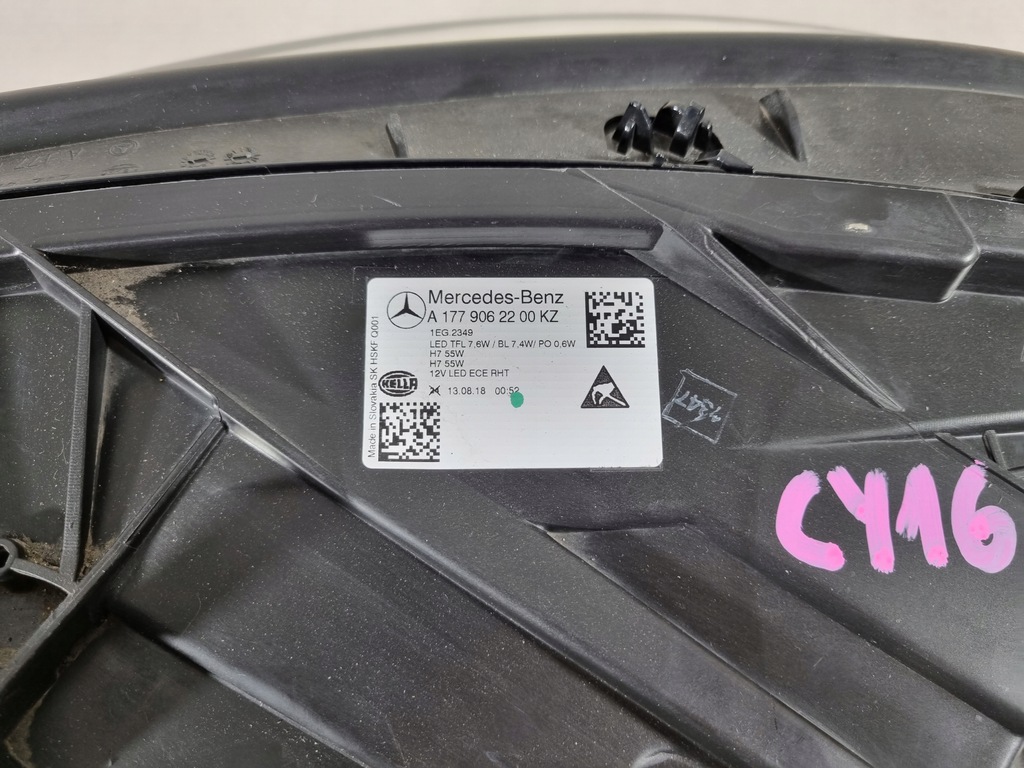 Mercedes-Benz
A 177 906 22 00 KZ
1EG.2349
LED TFL 7.6W / BL 7,4W/ PO 0,6W
H7 55W
H7 55W
12V LED ECE RHT
HELLA
13.08.18 00:52
Made in Slovakia SK HSKF Q001
CY16